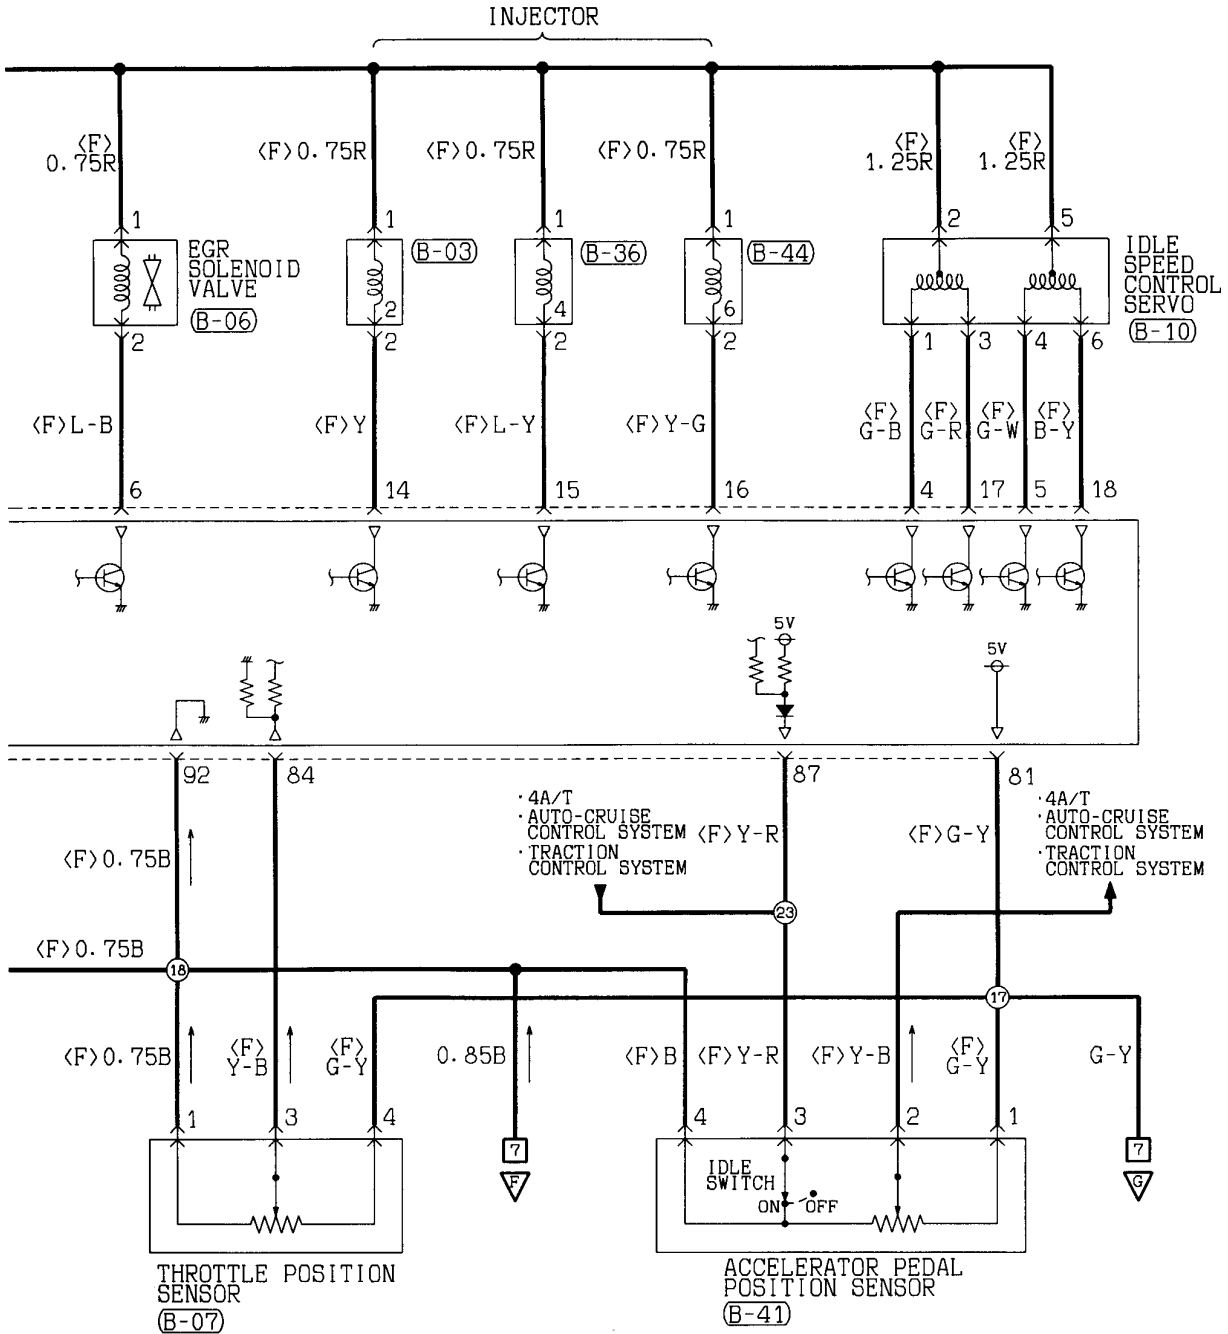 INJECTOR
<F> 0.75R
<F>0.75R
<F>0.75R
<F>0.75R
<F> 1.25R
<F> 1.25R
1
1
1
1
2
5
EGR
SOLENOID
VALVE
B-06
B-03
B-36
B-44
IDLE
SPEED
CONTROL
SERVO
B-10
2
4
6
2
2
2
2
1
3
4
6
<F>L-B
<F>Y
<F>L-Y
<F>Y-G
<F> G-B
<F> G-R
<F> G-W
<F> B-Y
6
14
15
16
4
17
5
18
5V
5V
92
84
87
81
· 4A/T
· AUTO-CRUISE
CONTROL SYSTEM
· TRACTION
CONTROL SYSTEM
<F>Y-R
<F>G-Y
· 4A/T
· AUTO-CRUISE
CONTROL SYSTEM
· TRACTION
CONTROL SYSTEM
<F>0.75B
23
<F>0.75B
18
17
<F>0.75B
<F> Y-B
<F> G-Y
0.85B
<F>B
<F>Y-R
<F>Y-B
<F> G-Y
G-Y
1
3
4
4
3
2
1
7
F
7
G
IDLE
SWITCH
ON
OFF
THROTTLE POSITION
SENSOR
B-07
ACCELERATOR PEDAL
POSITION SENSOR
B-41